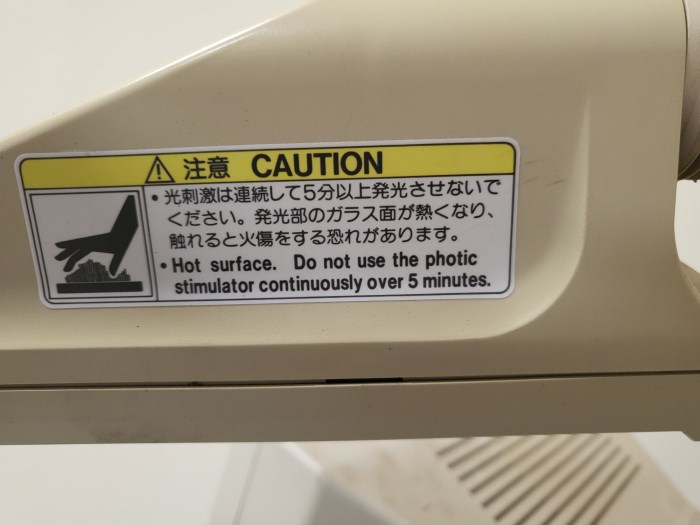 注意 CAUTION
・光刺激は連続して5分以上発光させないで
ください。発光部のガラス面が熱くなり、
触れると火傷をする恐れがあります。
・Hot surface. Do not use the photic
stimulator continuously over 5 minutes.